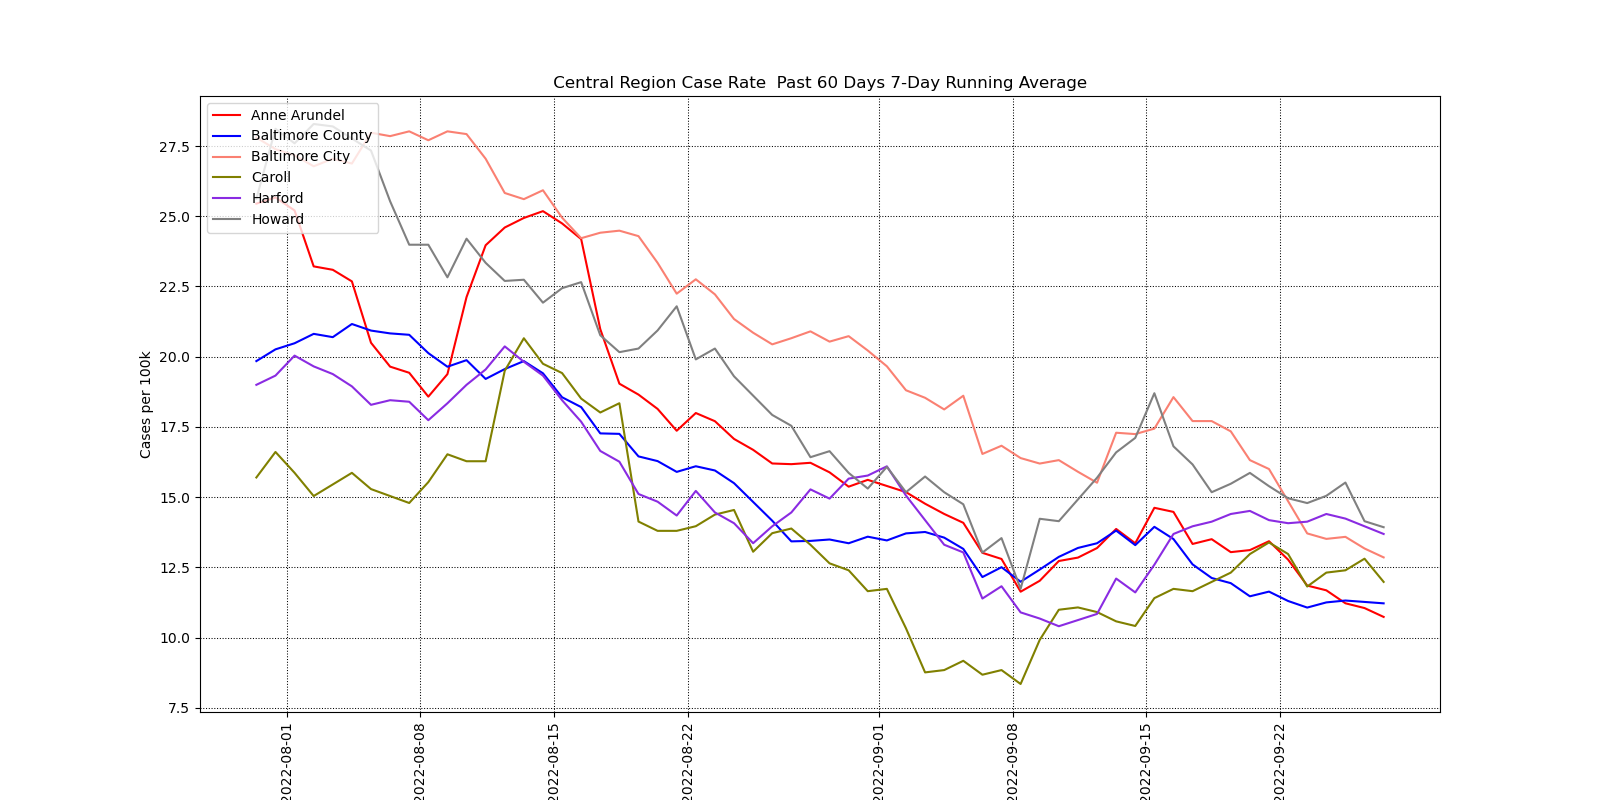 Central Region Case Rate  Past 60 Days 7-Day Running Average
Anne Arundel
Baltimore County
Baltimore City
Caroll
Harford
Howard
Cases per 100k
27.5
25.0
22.5
20.0
17.5
15.0
12.5
10.0
7.5
2022-08-01
2022-08-08
2022-08-15
2022-08-22
2022-09-01
2022-09-08
2022-09-15
2022-09-22